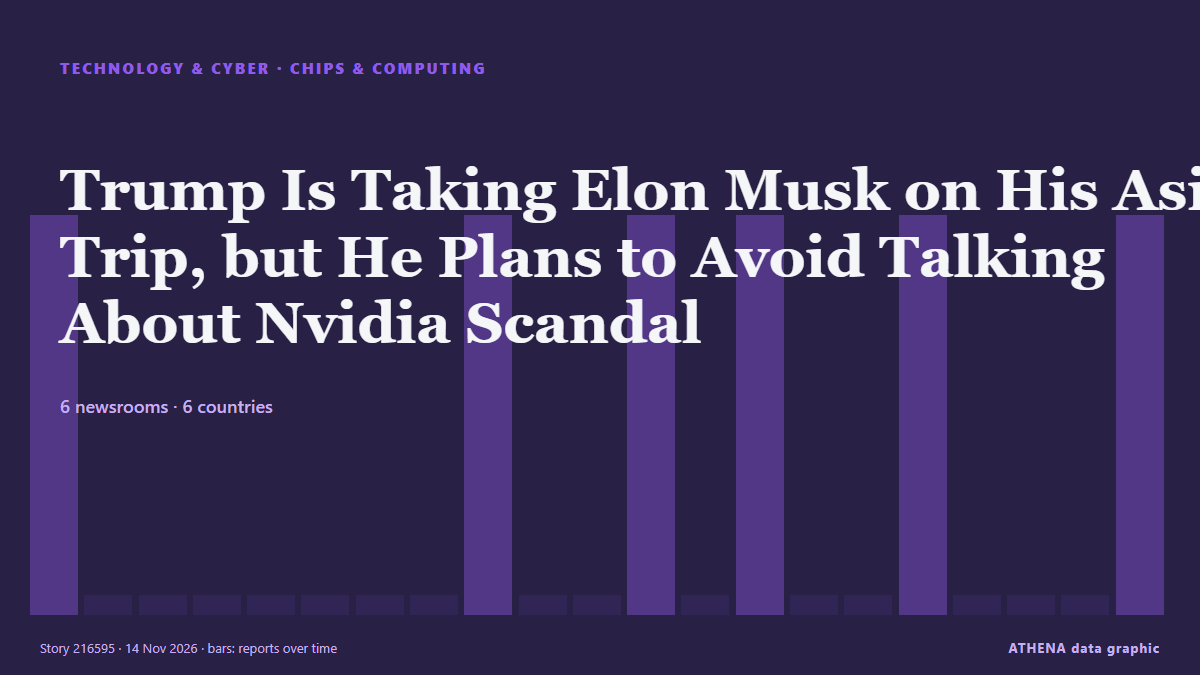 TECHNOLOGY & CYBER · CHIPS & COMPUTING
Trump Is Taking Elon Musk on His Asi
Trip, but He Plans to Avoid Talking
About Nvidia Scandal
6 newsrooms · 6 countries
Story 216595 · 14 Nov 2026 · bars: reports over time
ATHENA data graphic